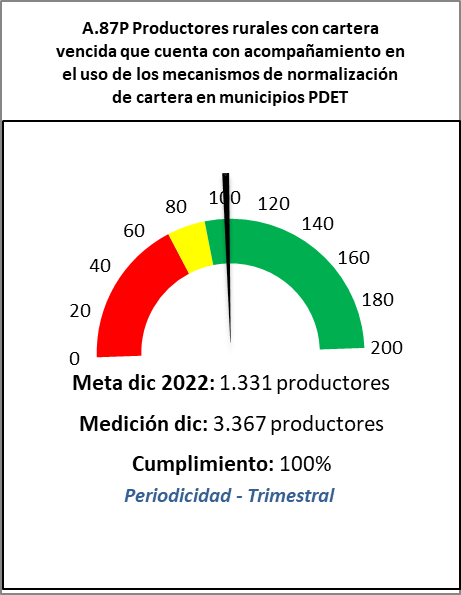 A.87P Productores rurales con cartera
vencida que cuenta con acompañamiento en
el uso de los mecanismos de normalización
de cartera en municipios PDET
0
20
40
60
80
100
120
140
160
180
200
Meta dic 2022: 1.331 productores
Medición dic: 3.367 productores
Cumplimiento: 100%
Periodicidad - Trimestral